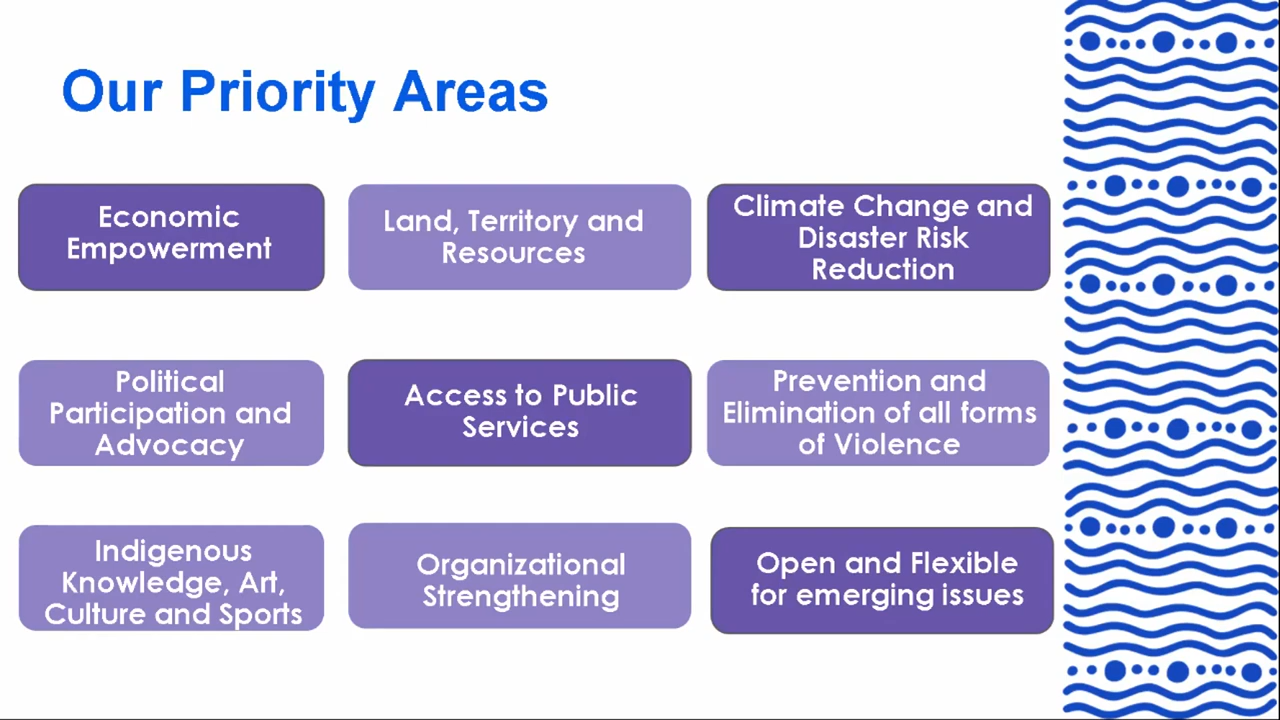 Our Priority Areas
Economic
Empowerment
Land, Territory and
Resources
Climate Change and
Disaster Risk
Reduction
Political
Participation and
Advocacy
Access to Public
Services
Prevention and
Elimination of all forms
of Violence
Indigenous
Knowledge, Art,
Culture and Sports
Organizational
Strengthening
Open and Flexible
for emerging issues